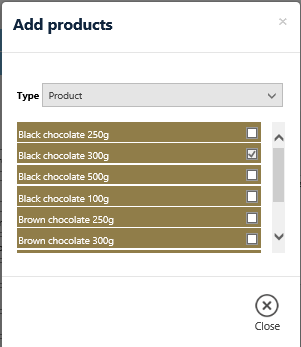 Add products
Type Product
Black chocolate 250g
Black chocolate 300g
Black chocolate 500g
Black chocolate 100g
Brown chocolate 250g
Brown chocolate 300g
Close